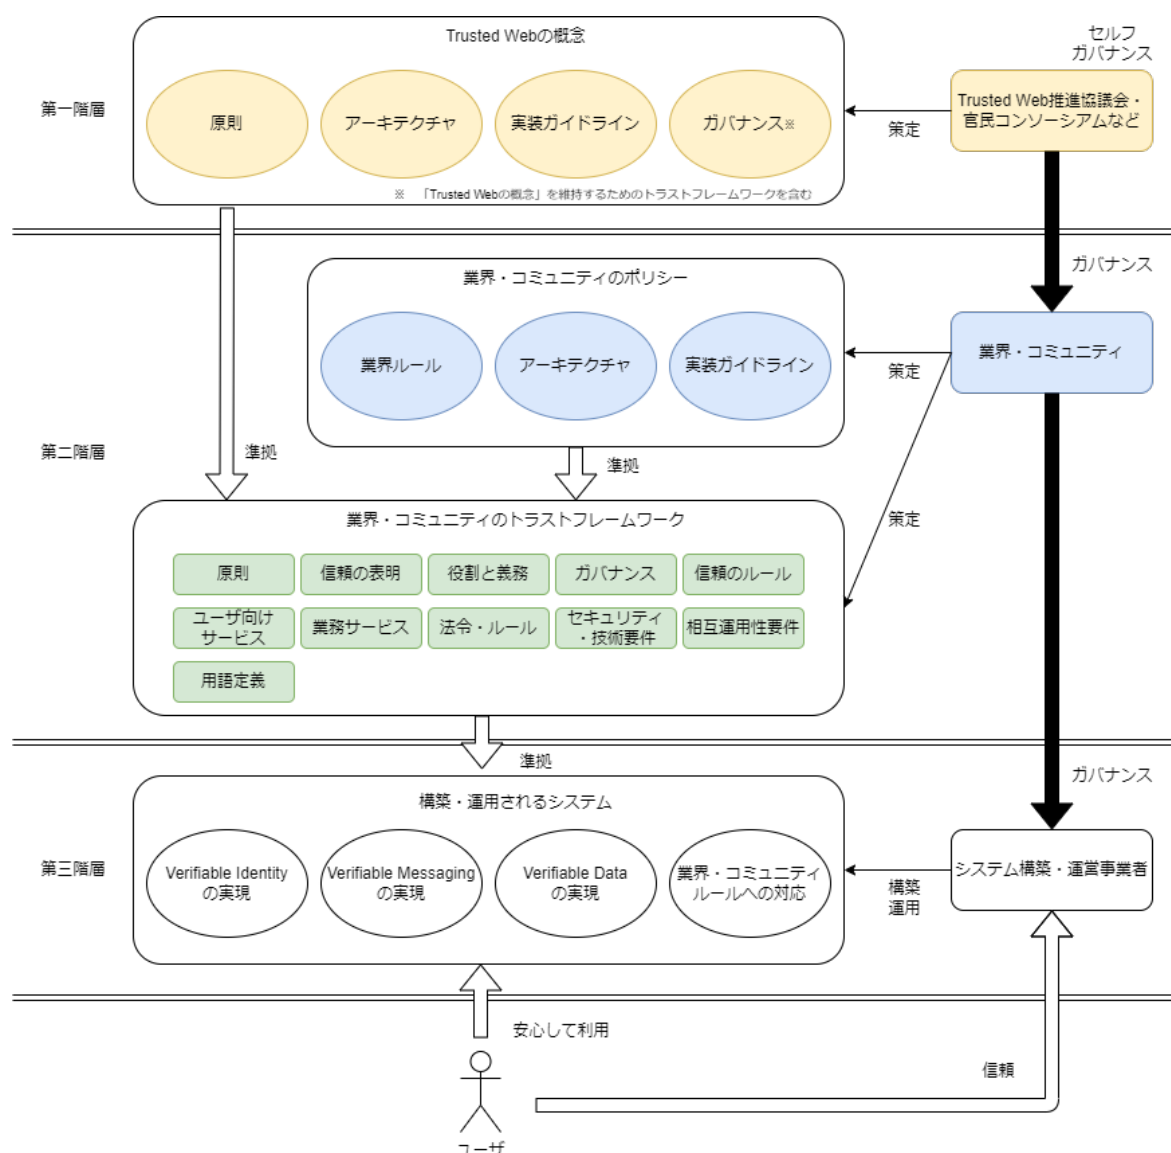 Trusted Webの概念
セルフ
ガバナンス
第一階層
原則
アーキテクチャ
実装ガイドライン
ガバナンス※
策定
Trusted Web推進協議会・
官民コンソーシアムなど
※ 「Trusted Webの概念」を維持するためのトラストフレームワークを含む
ガバナンス
業界・コミュニティのポリシー
業界ルール
アーキテクチャ
実装ガイドライン
策定
業界・コミュニティ
第二階層
準拠
準拠
業界・コミュニティのトラストフレームワーク
策定
原則
信頼の表明
役割と義務
ガバナンス
信頼のルール
ユーザ向け
サービス
業務サービス
法令・ルール
セキュリティ
・技術要件
相互運用性要件
用語定義
準拠
ガバナンス
構築・運用されるシステム
第三階層
Verifiable Identity
の実現
Verifiable Messaging
の実現
Verifiable Data
の実現
業界・コミュニティ
ルールへの対応
構築
運用
システム構築・運営事業者
安心して利用
信頼
ユーザ